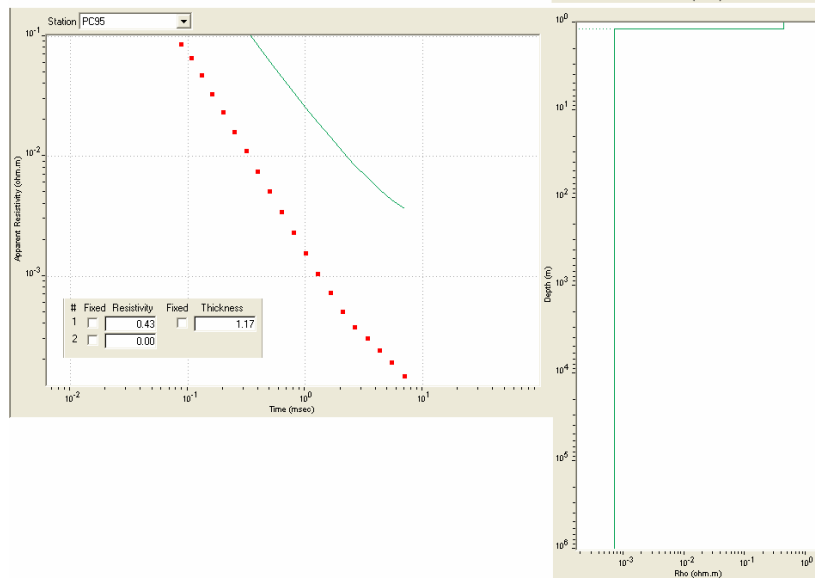 Station PC95
10^-1
10^-2
10^-3
Apparent Resistivity (ohm.m)
# Fixed Resistivity Fixed Thickness
1 0.43 1.17
2 0.00
10^-2 10^-1 10^0 10^1
Time (msec)
10^0
10^1
10^2
10^3
10^4
10^5
10^6
Depth (m)
10^-3 10^-2 10^-1 10^0
Rho (ohm.m)